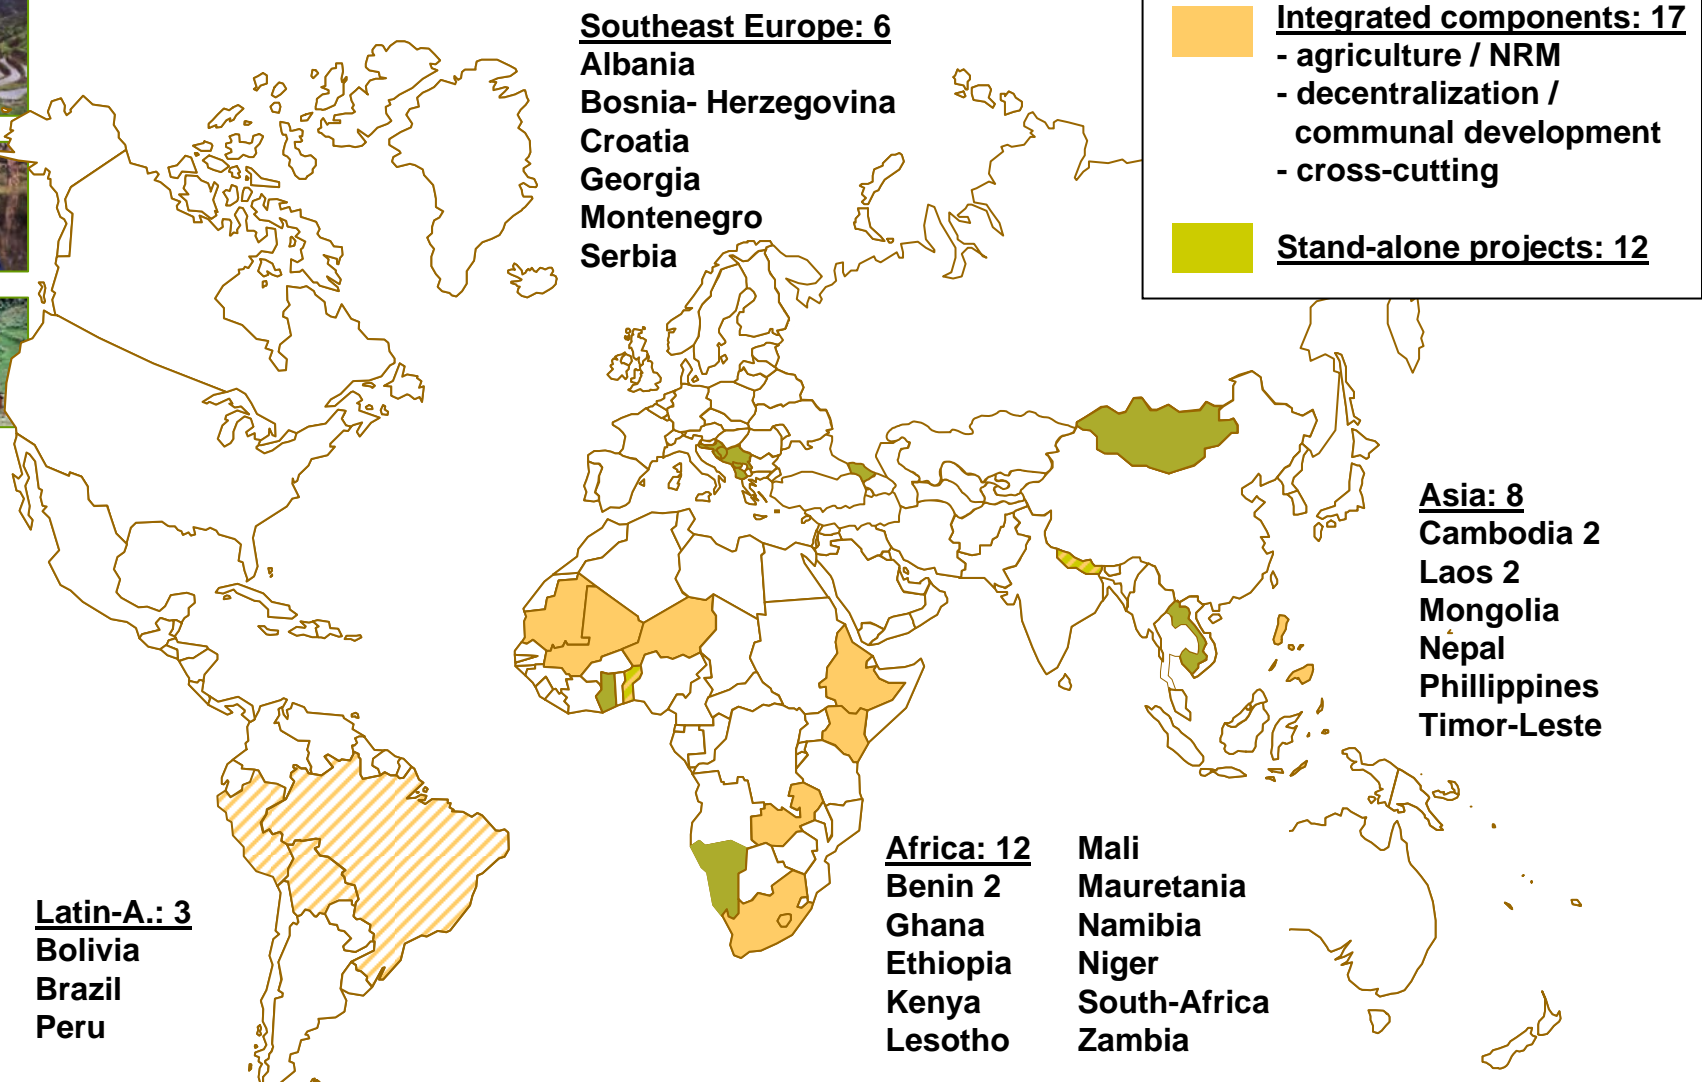 Southeast Europe: 6
Albania
Bosnia- Herzegovina
Croatia
Georgia
Montenegro
Serbia
Integrated components: 17
- agriculture / NRM
- decentralization /
communal development
- cross-cutting
Stand-alone projects: 12
Asia: 8
Cambodia 2
Laos 2
Mongolia
Nepal
Phillippines
Timor-Leste
Africa: 12
Benin 2
Ghana
Ethiopia
Kenya
Lesotho
Mali
Mauretania
Namibia
Niger
South-Africa
Zambia
Latin-A.: 3
Bolivia
Brazil
Peru